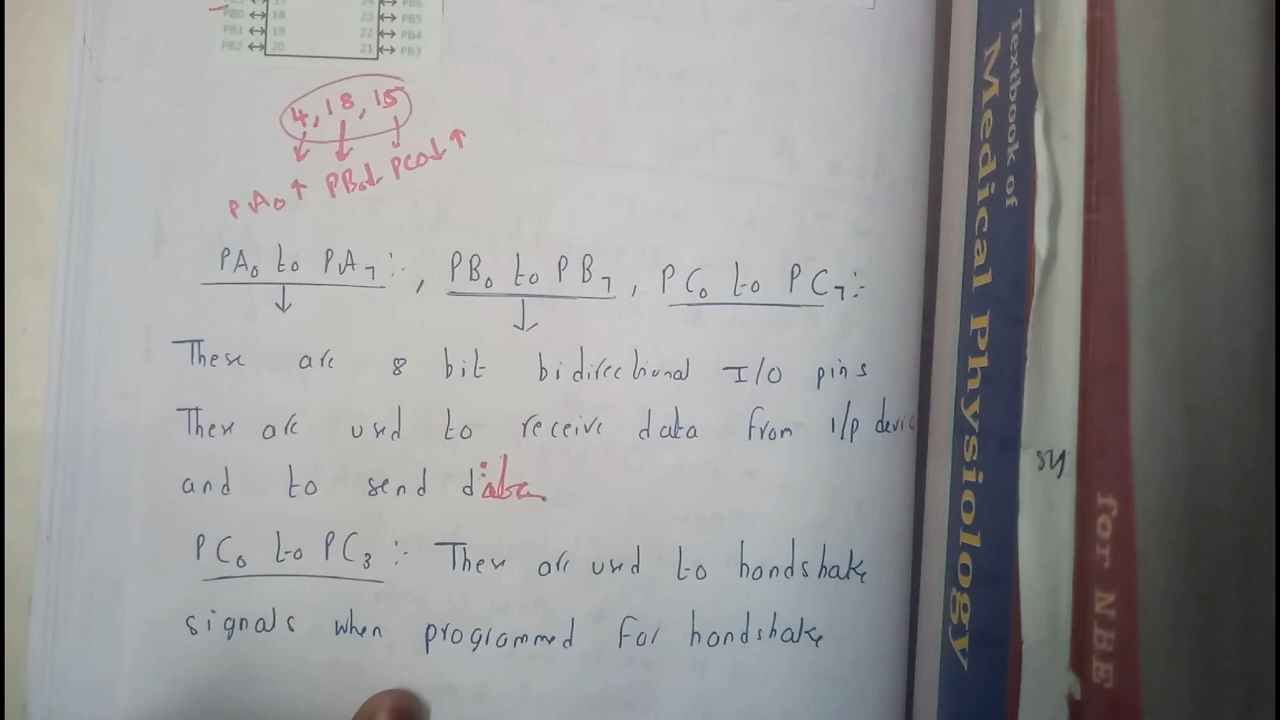 PB0 ↔ 18
PB1 ↔ 19
PB2 ↔ 20
24 ↔ PB6
23 ↔ PB5
22 ↔ PB4
21 ↔ PB3
4, 18, 15
PA0 ↑ PB0↓
PA0 to PA7 :- , PB0 to PB7 , PC0 to PC7 :-
These are 8 bit bidirectional I/O pins
These are used to receive data from i/p devic
and to send data
PC0 to PC3 :- These are used to handshake
signals when programmed for handshake
Textbook of
Medical Physiology
sy
for NBE